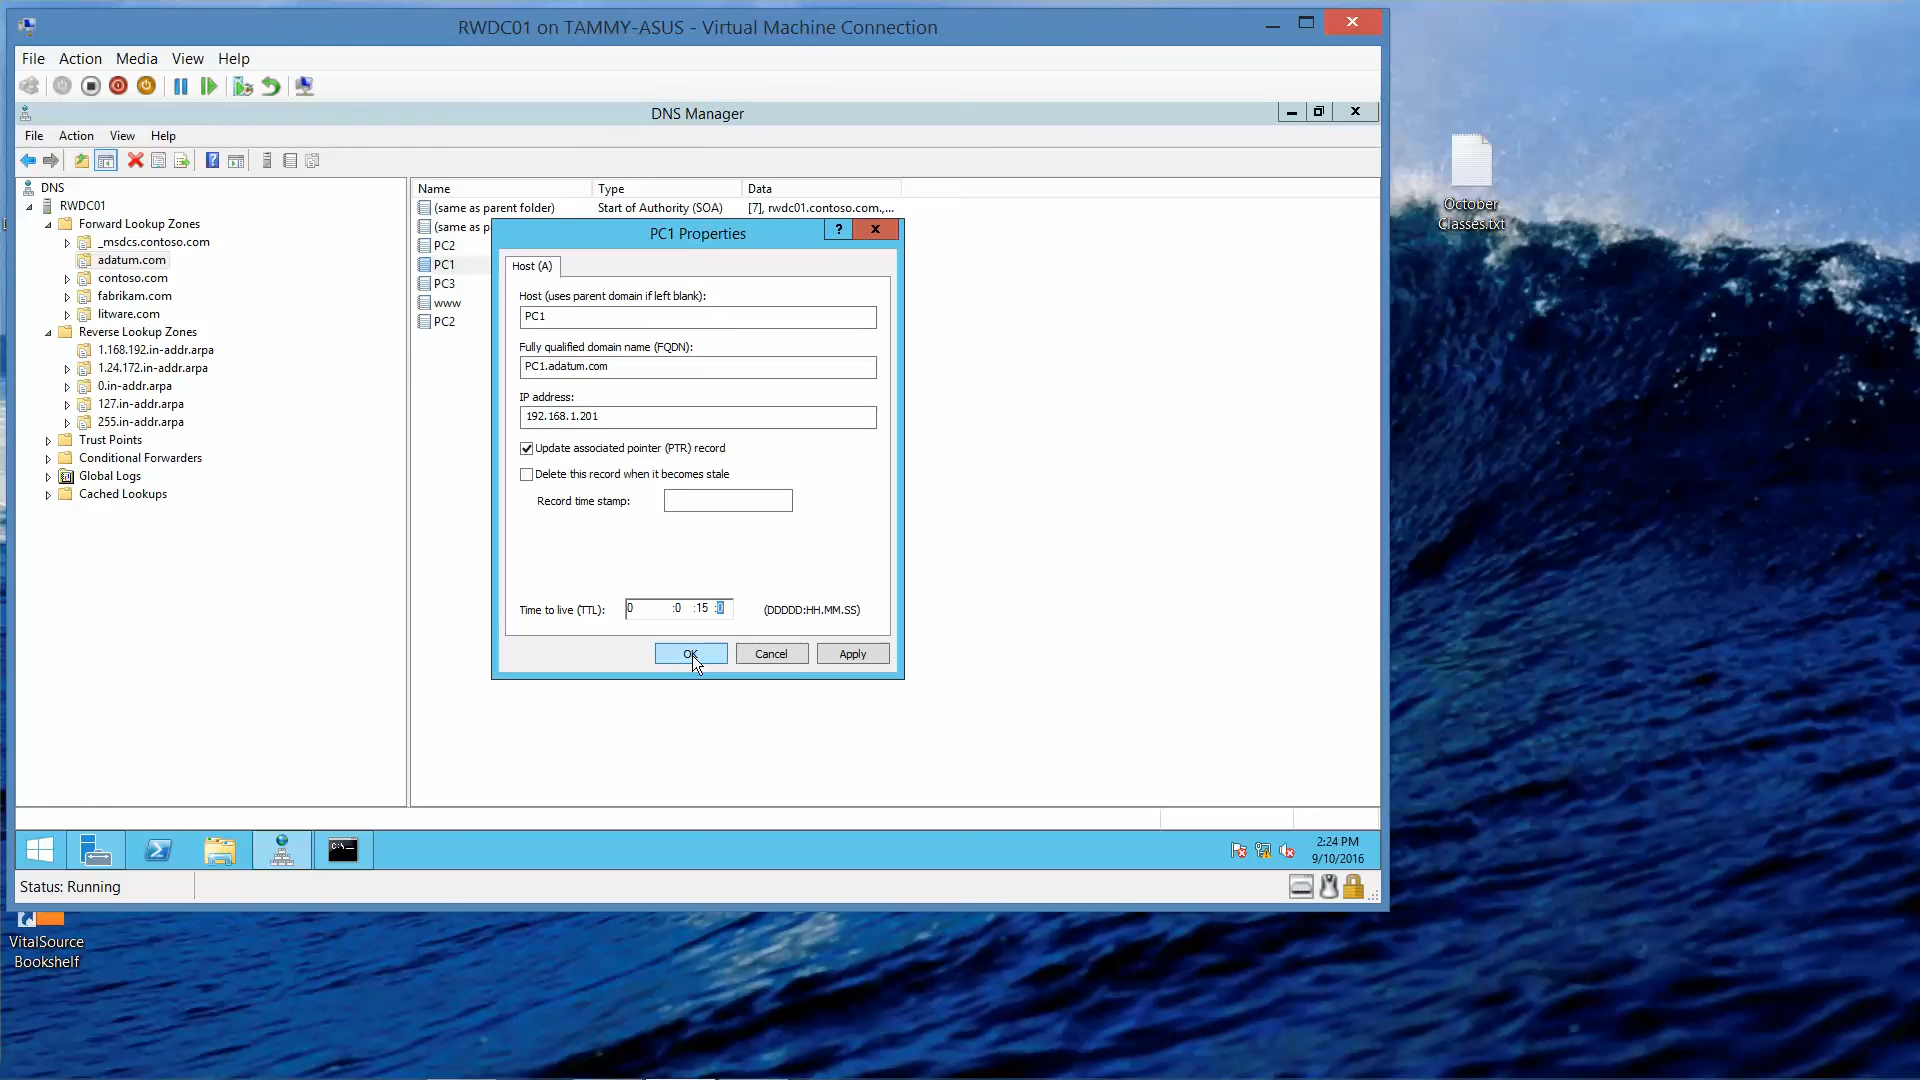 RWDC01 on TAMMY-ASUS - Virtual Machine Connection
File Action Media View Help
DNS Manager
File Action View Help
DNS
RWDC01
Forward Lookup Zones
_msdcs.contoso.com
adatum.com
contoso.com
fabrikam.com
litware.com
Reverse Lookup Zones
1.168.192.in-addr.arpa
1.24.172.in-addr.arpa
0.in-addr.arpa
127.in-addr.arpa
255.in-addr.arpa
Trust Points
Conditional Forwarders
Global Logs
Cached Lookups
Name Type Data
(same as parent folder) Start of Authority (SOA) [7], rwdc01.contoso.com.,...
(same as p
PC2
PC1
PC3
www
PC2
PC1 Properties
Host (A)
Host (uses parent domain if left blank):
PC1
Fully qualified domain name (FQDN):
PC1.adatum.com
IP address:
192.168.1.201
Update associated pointer (PTR) record
Delete this record when it becomes stale
Record time stamp:
Time to live (TTL): 0 :0 :15 :0 (DDDDD:HH.MM.SS)
OK Cancel Apply
2:24 PM
9/10/2016
Status: Running
October
Classes.txt
VitalSource
Bookshelf